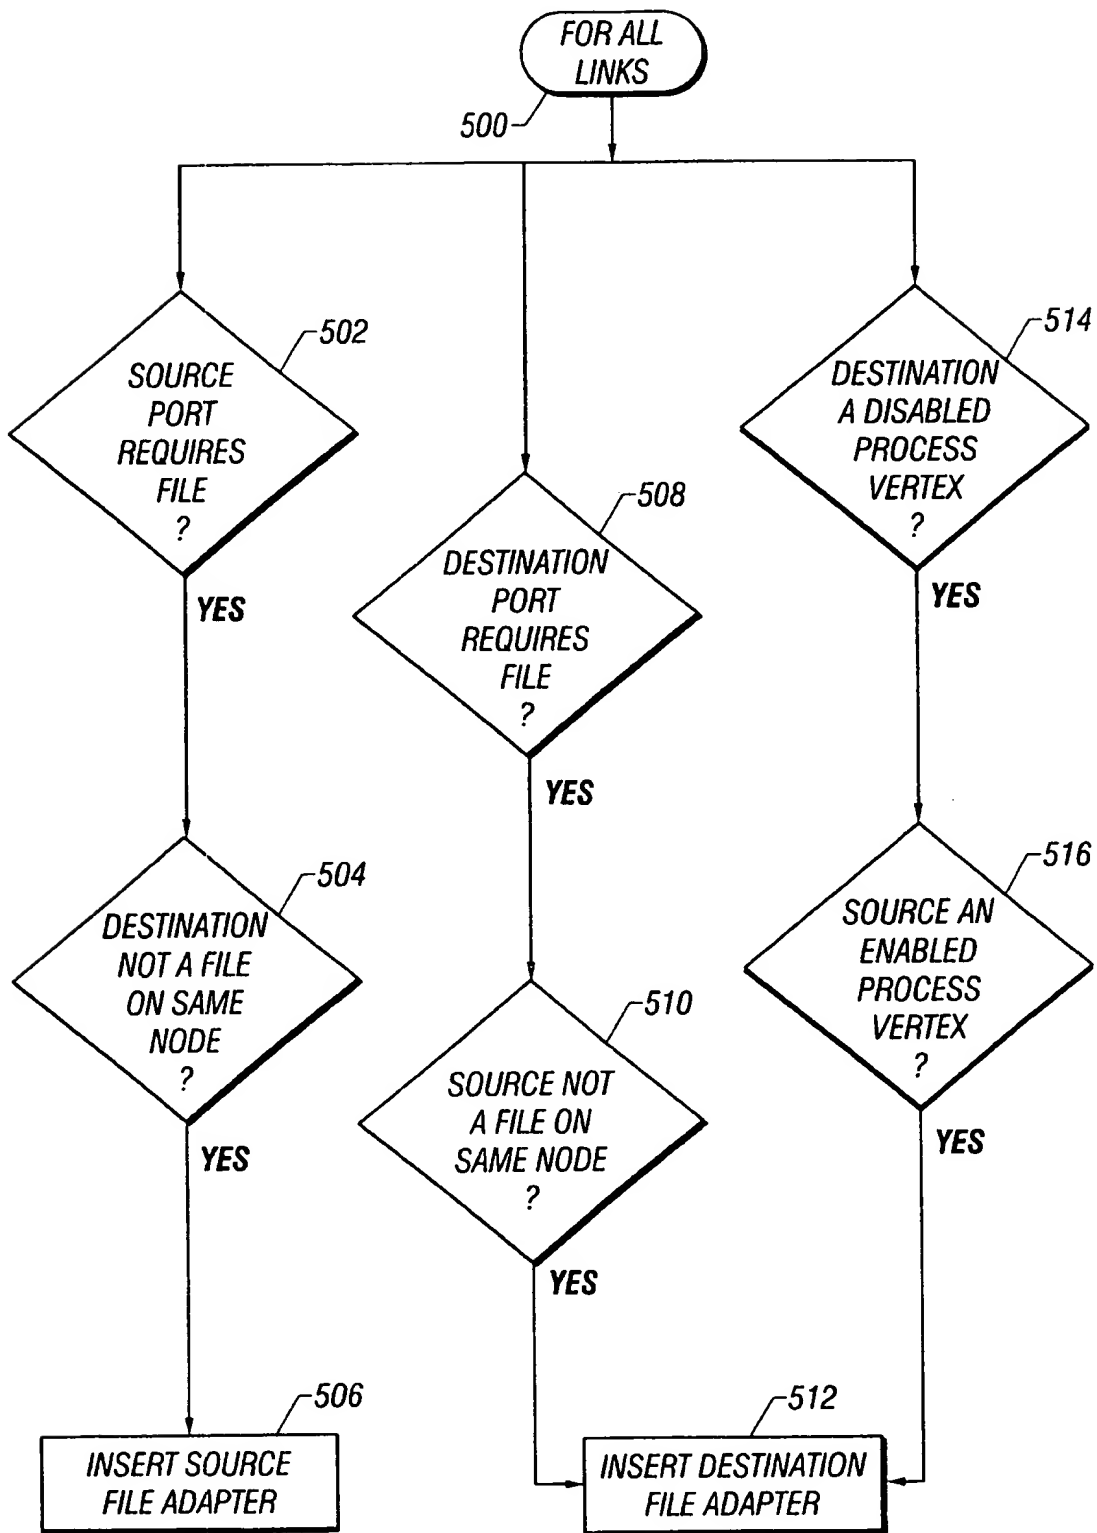 FOR ALL
LINKS
500
502
SOURCE
PORT
REQUIRES
FILE
?
YES
504
DESTINATION
NOT A FILE
ON SAME
NODE
?
YES
506
INSERT SOURCE
FILE ADAPTER
508
DESTINATION
PORT
REQUIRES
FILE
?
YES
510
SOURCE NOT
A FILE ON
SAME NODE
?
YES
512
INSERT DESTINATION
FILE ADAPTER
514
DESTINATION
A DISABLED
PROCESS
VERTEX
?
YES
516
SOURCE AN
ENABLED
PROCESS
VERTEX
?
YES